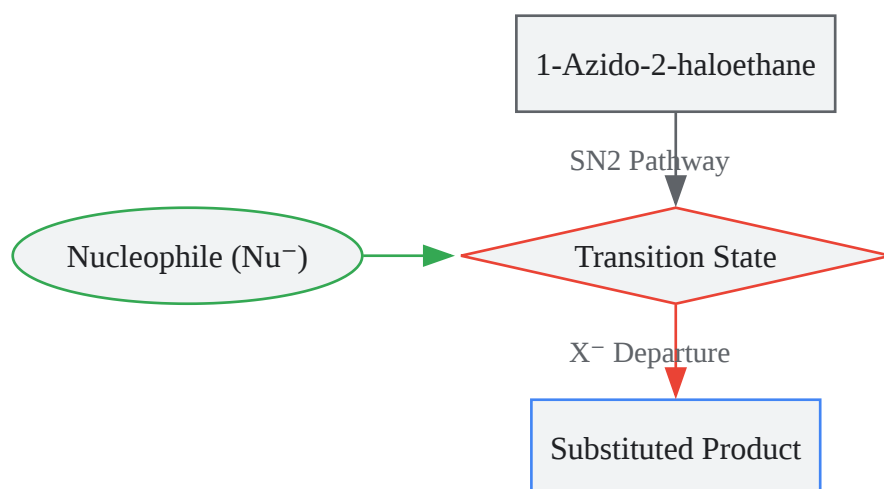 1-Azido-2-haloethane
SN2 Pathway
Nucleophile (Nu⁻)
Transition State
X⁻ Departure
Substituted Product